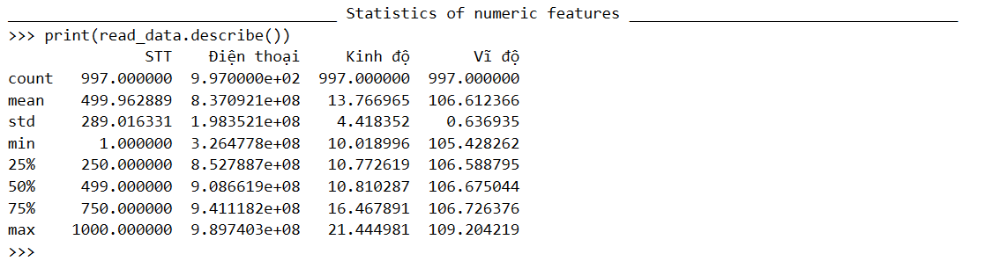 _____________________________________ Statistics of numeric features _____________________________________
>>> print(read_data.describe())
               STT    Điện thoại     Kinh độ       Vĩ độ
count   997.000000  9.970000e+02  997.000000  997.000000
mean    499.962889  8.370921e+08   13.766965  106.612366
std     289.016331  1.983521e+08    4.418352    0.636935
min       1.000000  3.264778e+08   10.018996  105.428262
25%     250.000000  8.527887e+08   10.772619  106.588795
50%     499.000000  9.086619e+08   10.810287  106.675044
75%     750.000000  9.411182e+08   16.467891  106.726376
max    1000.000000  9.897403e+08   21.444981  109.204219
>>>